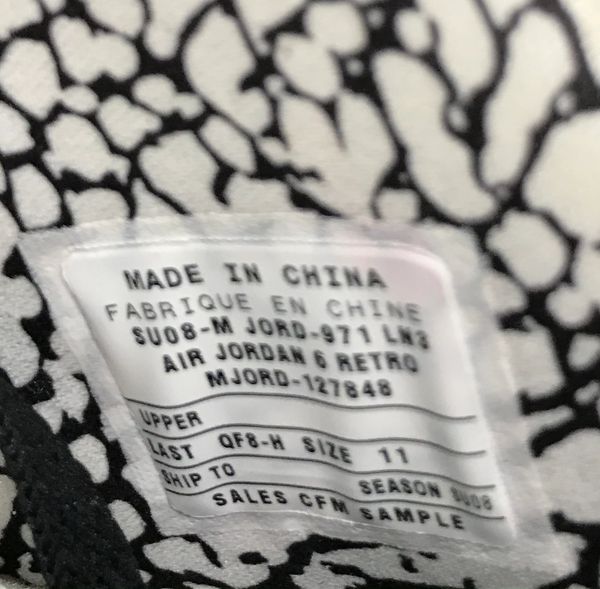 MADE IN CHINA
FABRIQUE EN CHINE
SU08-M JORD-971 LN3
AIR JORDAN 6 RETRO
MJORD-127848
UPPER
LAST QF8-H SIZE 11
SHIP TO SEASON SU08
SALES CFM SAMPLE